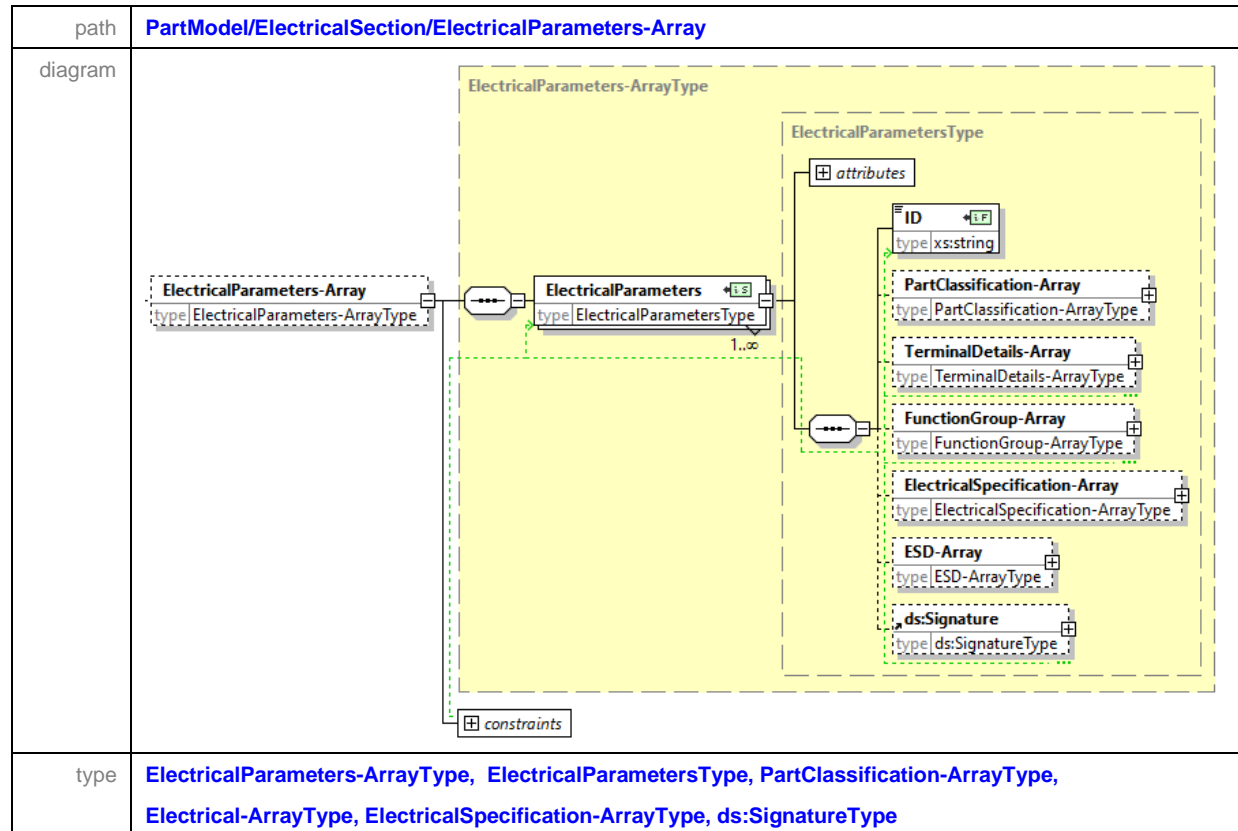 path
PartModel/ElectricalSection/ElectricalParameters-Array
diagram
ElectricalParameters-ArrayType
ElectricalParametersType
attributes
ID
type xs:string
PartClassification-Array
type PartClassification-ArrayType
ElectricalParameters-Array
type ElectricalParameters-ArrayType
ElectricalParameters
type ElectricalParametersType
1..∞
TerminalDetails-Array
type TerminalDetails-ArrayType
FunctionGroup-Array
type FunctionGroup-ArrayType
ElectricalSpecification-Array
type ElectricalSpecification-ArrayType
ESD-Array
type ESD-ArrayType
ds:Signature
type ds:SignatureType
constraints
type
ElectricalParameters-ArrayType, ElectricalParametersType, PartClassification-ArrayType,
Electrical-ArrayType, ElectricalSpecification-ArrayType, ds:SignatureType